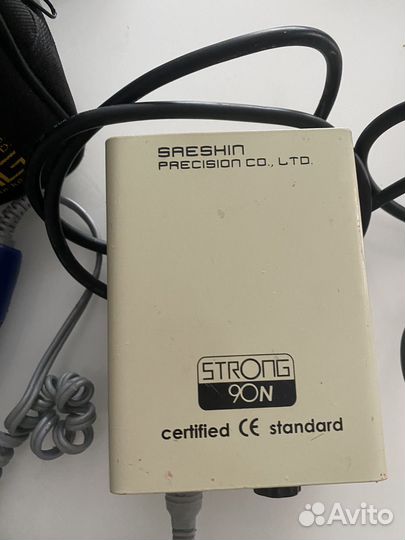 SAESHIN
PRECISION CO., LTD.
STRONG
90N
certified CE standard
Avito